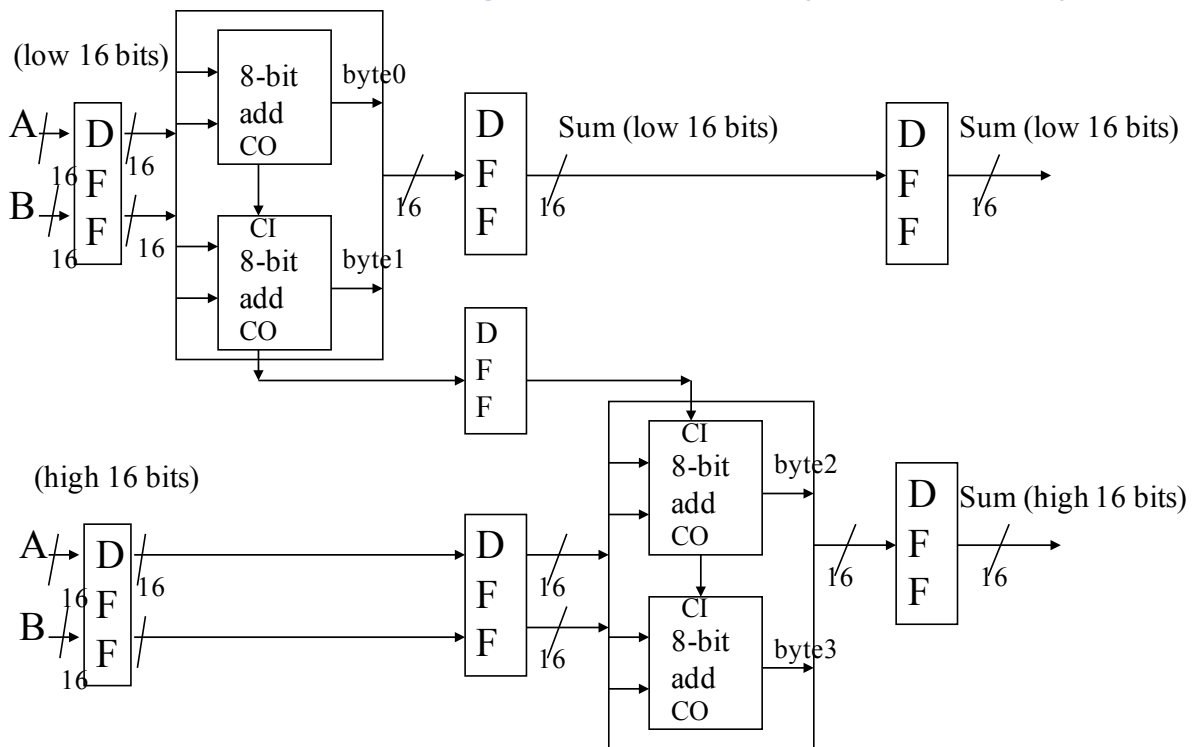 (low 16 bits)
A
16
B
16
D
F
F
16
16
8-bit
add
CO
byte0
CI
8-bit
add
CO
byte1
16
D
F
F
Sum (low 16 bits)
16
D
F
F
Sum (low 16 bits)
16
D
F
F
(high 16 bits)
A
16
B
16
D
F
F
16
D
F
F
16
16
CI
8-bit
add
CO
byte2
CI
8-bit
add
CO
byte3
16
D
F
F
Sum (high 16 bits)
16